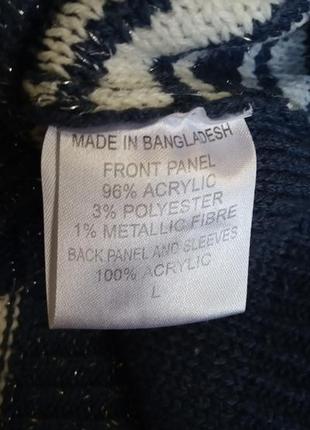 MADE IN BANGLADESH
FRONT PANEL
96% ACRYLIC
3% POLYESTER
1% METALLIC FIBRE
BACK PANEL AND SLEEVES
100% ACRYLIC
L